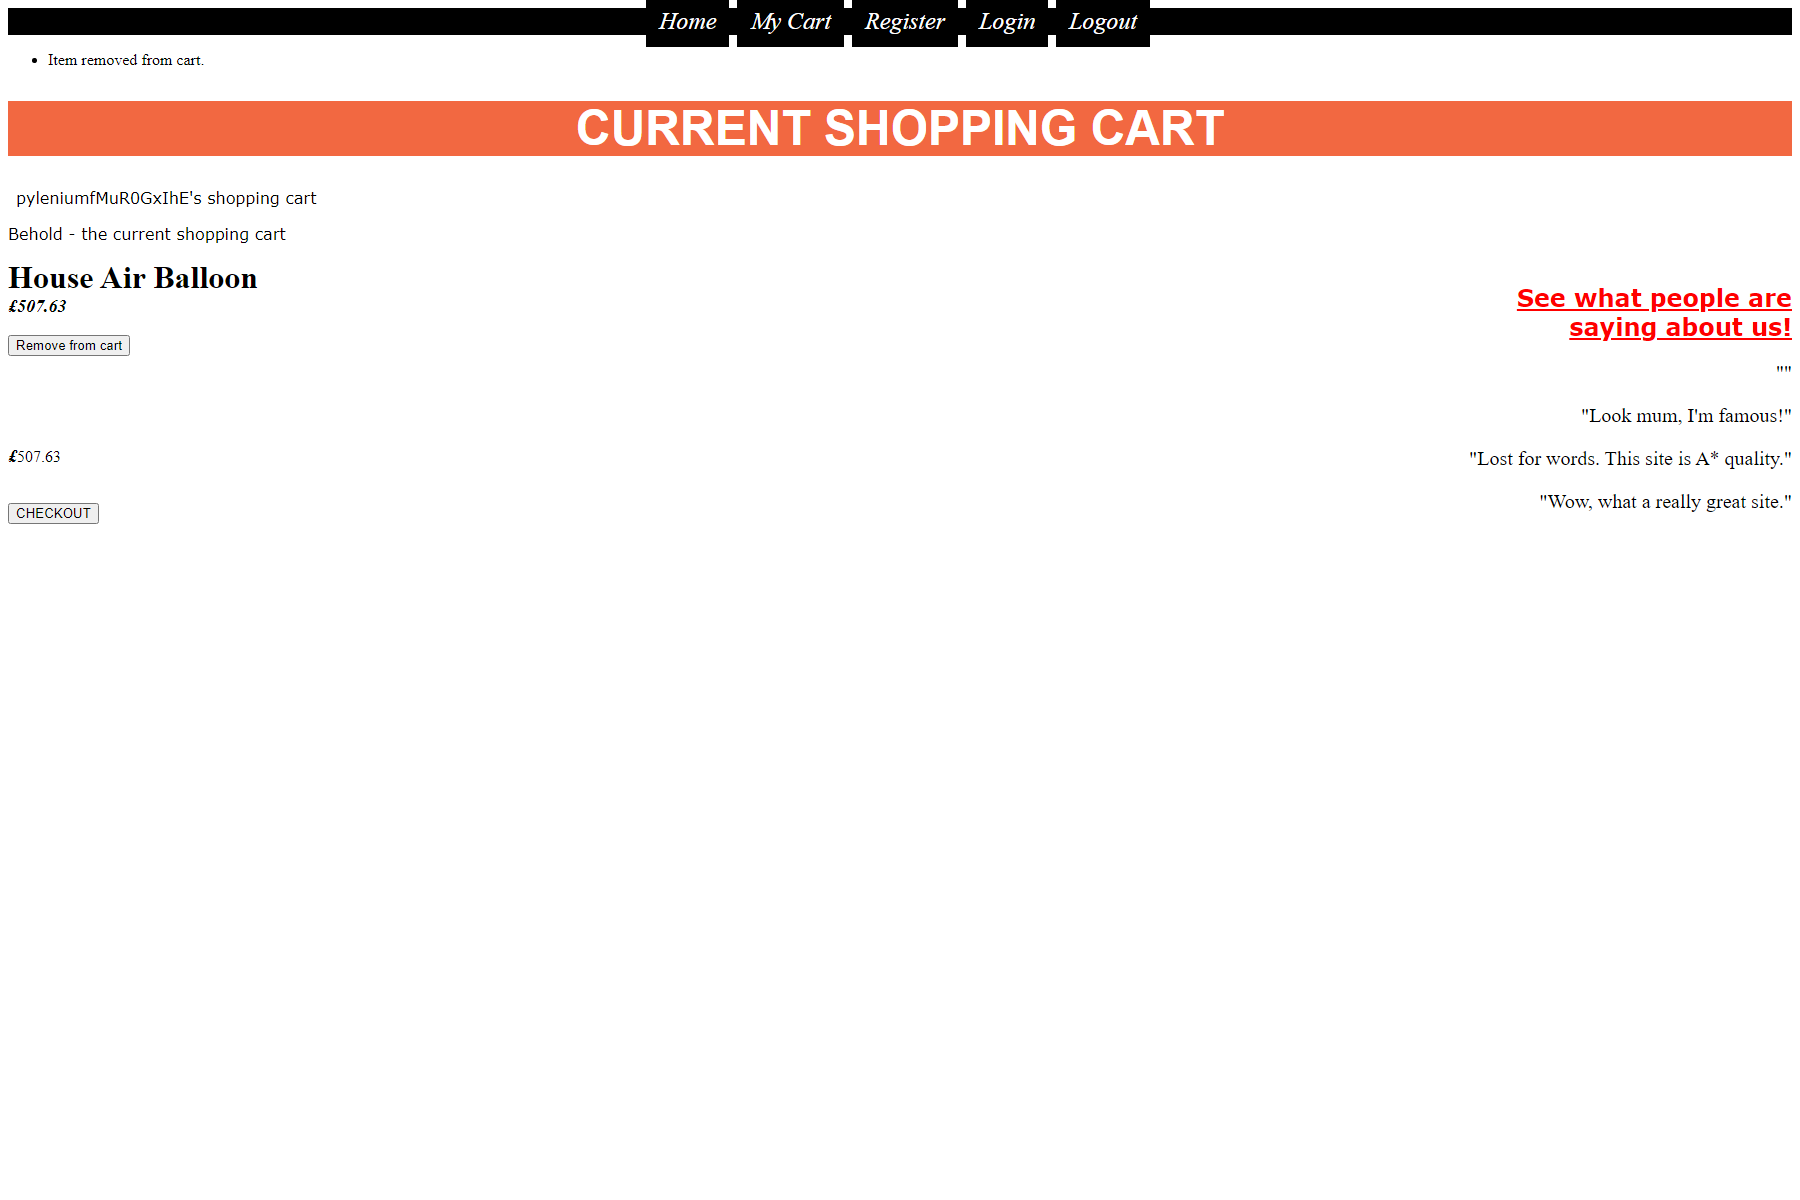 Home My Cart Register Login Logout
Item removed from cart.
CURRENT SHOPPING CART
pyleniumfMuR0GxIhE's shopping cart
Behold - the current shopping cart
House Air Balloon
£507.63
Remove from cart
£507.63
CHECKOUT
See what people are
saying about us!
""
"Look mum, I'm famous!"
"Lost for words. This site is A* quality."
"Wow, what a really great site."